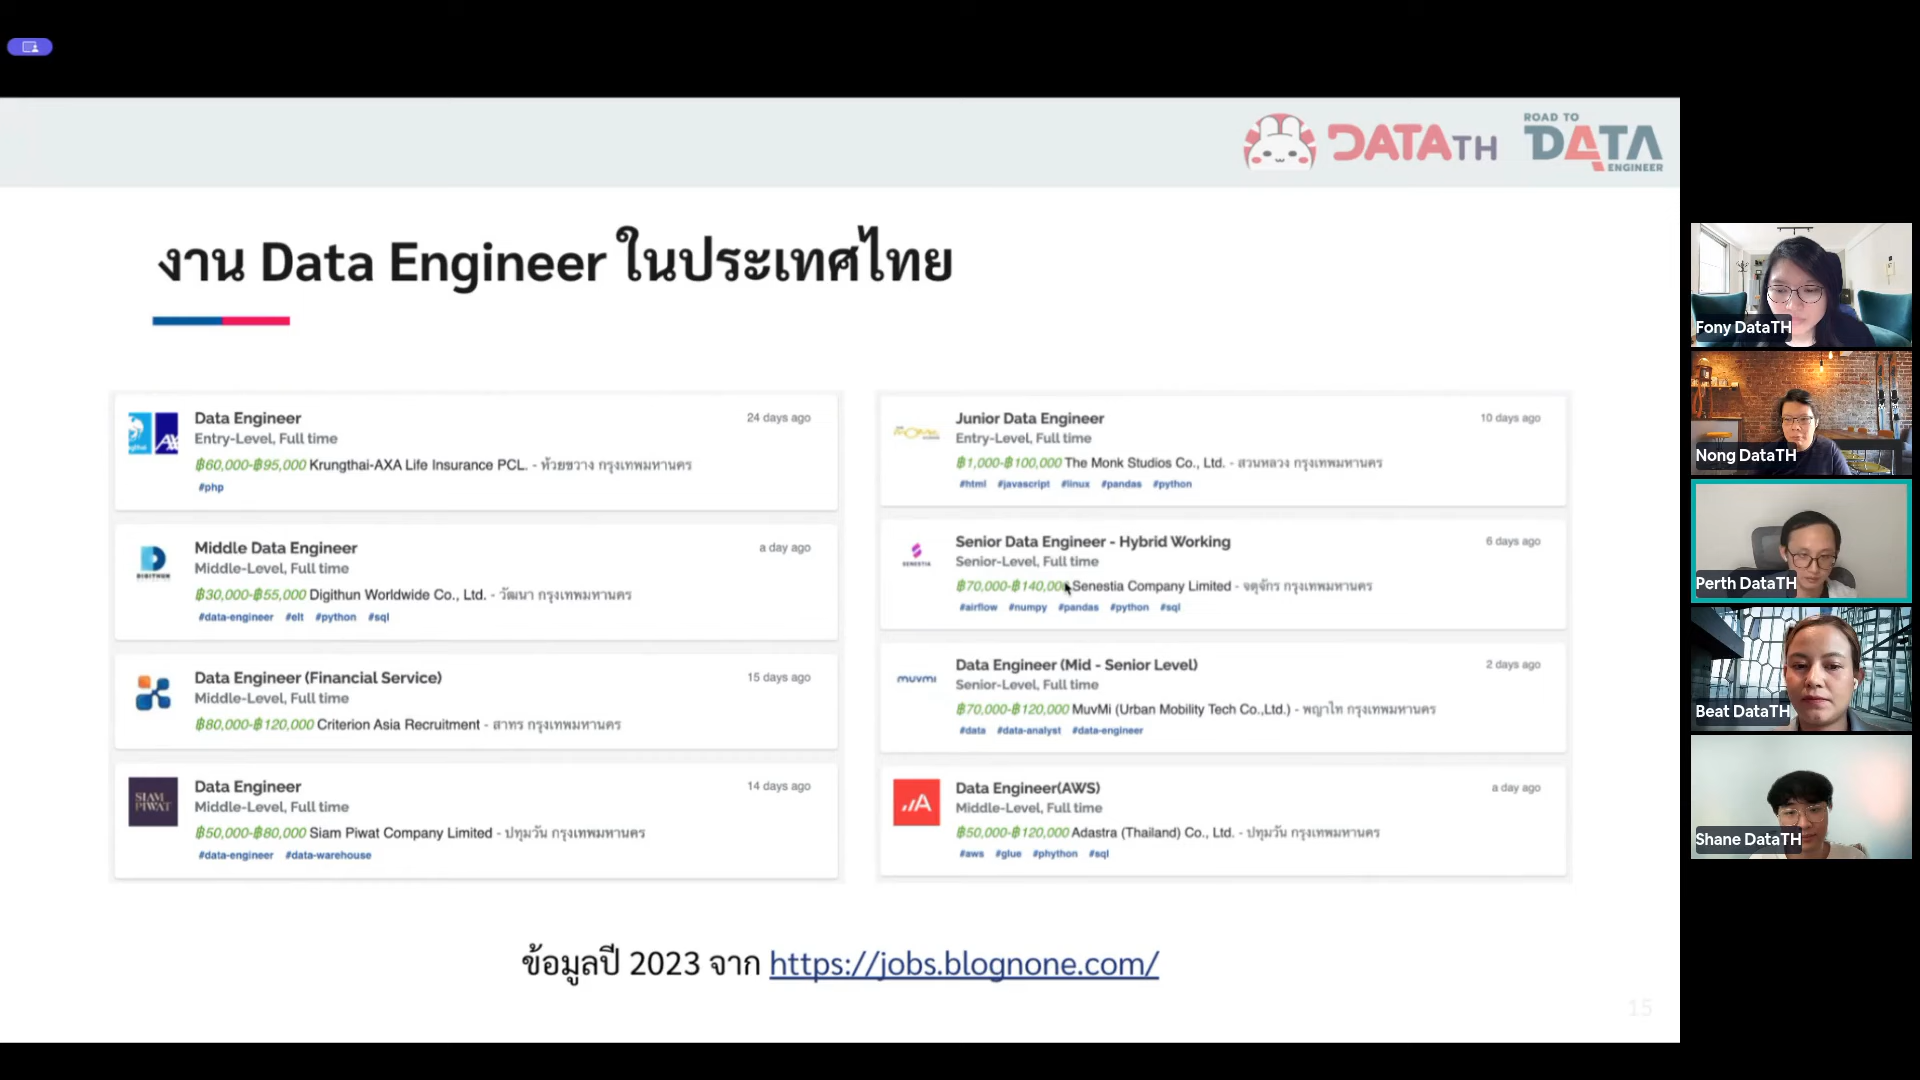 DATATH
ROAD TO
DATA
ENGINEER
งาน Data Engineer ในประเทศไทย
Data Engineer
24 days ago
Entry-Level, Full time
฿60,000-฿95,000 Krungthai-AXA Life Insurance PCL. - ห้วยขวาง กรุงเทพมหานคร
#php
Middle Data Engineer
a day ago
Middle-Level, Full time
฿30,000-฿55,000 Digithun Worldwide Co., Ltd. - วัฒนา กรุงเทพมหานคร
#data-engineer #elt #python #sql
DIGITHUN
Data Engineer (Financial Service)
15 days ago
Middle-Level, Full time
฿80,000-฿120,000 Criterion Asia Recruitment - สาทร กรุงเทพมหานคร
SIAM
PIWAT
Data Engineer
14 days ago
Middle-Level, Full time
฿50,000-฿80,000 Siam Piwat Company Limited - ปทุมวัน กรุงเทพมหานคร
#data-engineer #data-warehouse
Junior Data Engineer
10 days ago
Entry-Level, Full time
฿1,000-฿100,000 The Monk Studios Co., Ltd. - สวนหลวง กรุงเทพมหานคร
#html #javascript #linux #pandas #python
SENESTIA
Senior Data Engineer - Hybrid Working
6 days ago
Senior-Level, Full time
฿70,000-฿140,000 Senestia Company Limited - จตุจักร กรุงเทพมหานคร
#airflow #numpy #pandas #python #sql
muvmi
Data Engineer (Mid - Senior Level)
2 days ago
Senior-Level, Full time
฿70,000-฿120,000 MuvMi (Urban Mobility Tech Co.,Ltd.) - พญาไท กรุงเทพมหานคร
#data #data-analyst #data-engineer
Data Engineer(AWS)
a day ago
Middle-Level, Full time
฿50,000-฿120,000 Adastra (Thailand) Co., Ltd. - ปทุมวัน กรุงเทพมหานคร
#aws #glue #phython #sql
ข้อมูลปี 2023 จาก https://jobs.blognone.com/
15
Fony DataTH
Nong DataTH
Perth DataTH
Beat DataTH
Shane DataTH